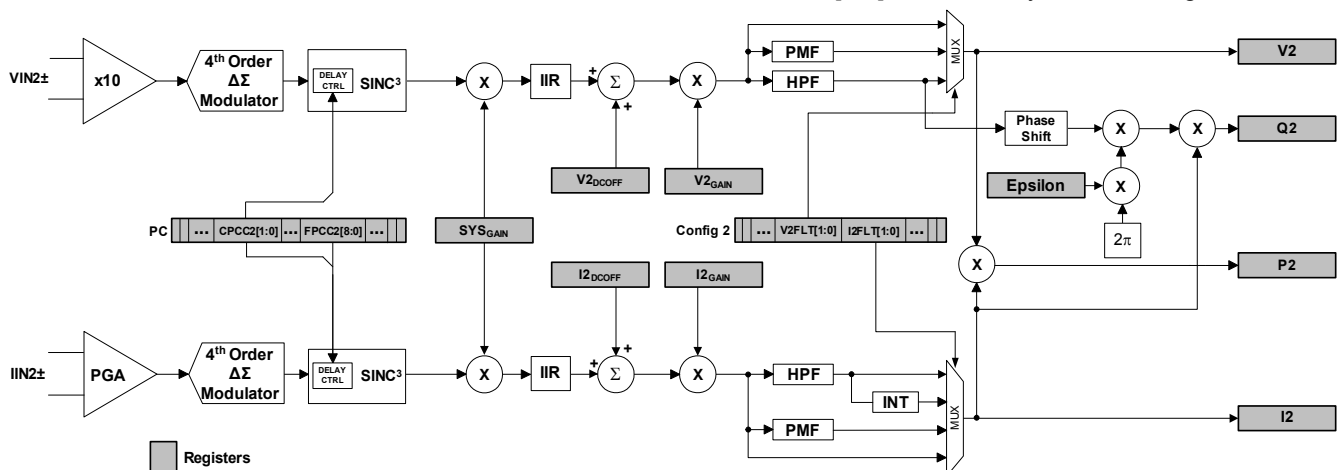 VIN2±
x10
4th Order
ΔΣ
Modulator
DELAY
CTRL
SINC3
X
IIR
+
Σ
+
X
PMF
HPF
MUX
V2
Phase
Shift
X
X
Q2
V2DCOFF
V2GAIN
Epsilon
X
2π
PC
... CPCC2[1:0] ... FPCC2[8:0] ...
SYSGAIN
Config 2
... V2FLT[1:0] I2FLT[1:0] ...
I2DCOFF
I2GAIN
X
P2
IIN2±
PGA
4th Order
ΔΣ
Modulator
DELAY
CTRL
SINC3
X
IIR
+
+
Σ
X
HPF
INT
PMF
MUX
I2
Registers